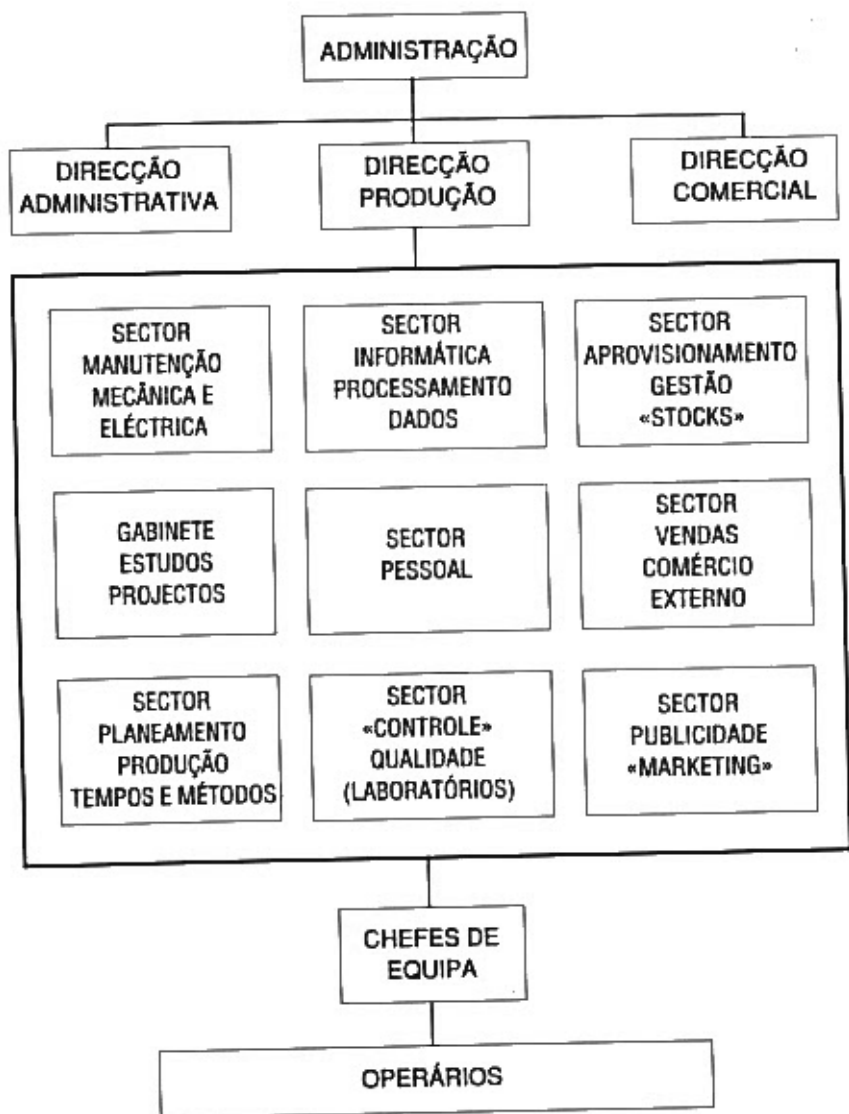 ADMINISTRAÇÃO
DIRECÇÃO
ADMINISTRATIVA
DIRECÇÃO
PRODUÇÃO
DIRECÇÃO
COMERCIAL
SECTOR
MANUTENÇÃO
MECÂNICA E
ELÉCTRICA
SECTOR
INFORMÁTICA
PROCESSAMENTO
DADOS
SECTOR
APROVISIONAMENTO
GESTÃO
«STOCKS»
GABINETE
ESTUDOS
PROJECTOS
SECTOR
PESSOAL
SECTOR
VENDAS
COMÉRCIO
EXTERNO
SECTOR
PLANEAMENTO
PRODUÇÃO
TEMPOS E MÉTODOS
SECTOR
«CONTROLE»
QUALIDADE
(LABORATÓRIOS)
SECTOR
PUBLICIDADE
«MARKETING»
CHEFES DE
EQUIPA
OPERÁRIOS